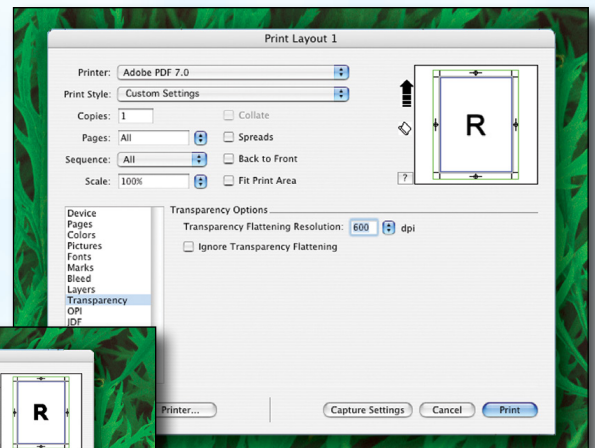 Print Layout 1
Printer: Adobe PDF 7.0
Print Style: Custom Settings
Copies: 1
Collate
Pages: All
Spreads
Sequence: All
Back to Front
Scale: 100%
Fit Print Area
R
?
Device
Pages
Colors
Pictures
Fonts
Marks
Bleed
Layers
Transparency
OPI
JDF
Transparency Options
Transparency Flattening Resolution: 600 dpi
Ignore Transparency Flattening
R
Printer...
Capture Settings
Cancel
Print